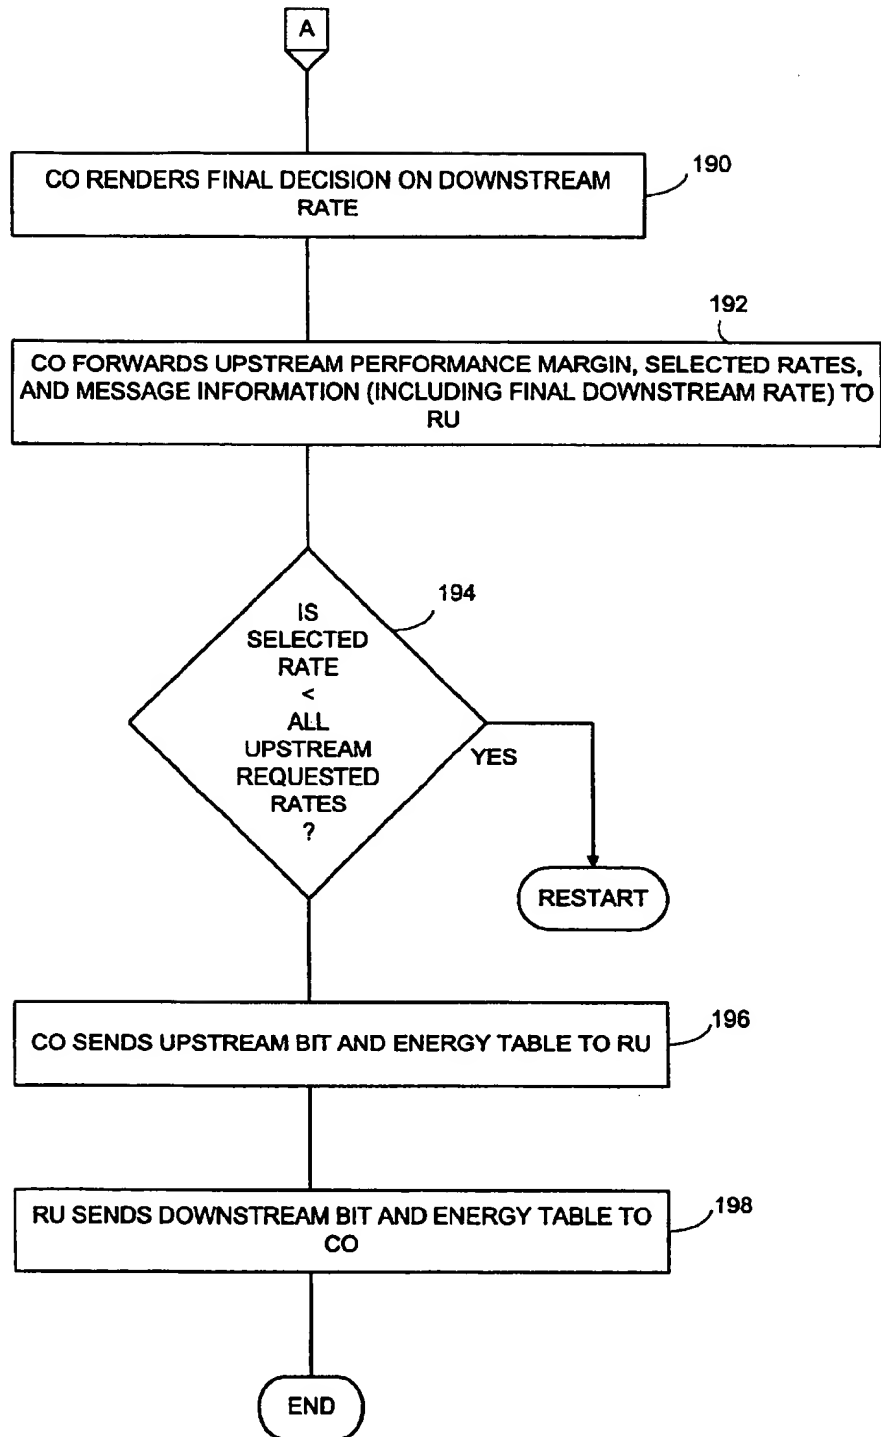 A
CO RENDERS FINAL DECISION ON DOWNSTREAM
RATE
190
192
CO FORWARDS UPSTREAM PERFORMANCE MARGIN, SELECTED RATES,
AND MESSAGE INFORMATION (INCLUDING FINAL DOWNSTREAM RATE) TO
RU
194
IS
SELECTED
RATE
<
ALL
UPSTREAM
REQUESTED
RATES
?
YES
RESTART
CO SENDS UPSTREAM BIT AND ENERGY TABLE TO RU
196
RU SENDS DOWNSTREAM BIT AND ENERGY TABLE TO
CO
198
END